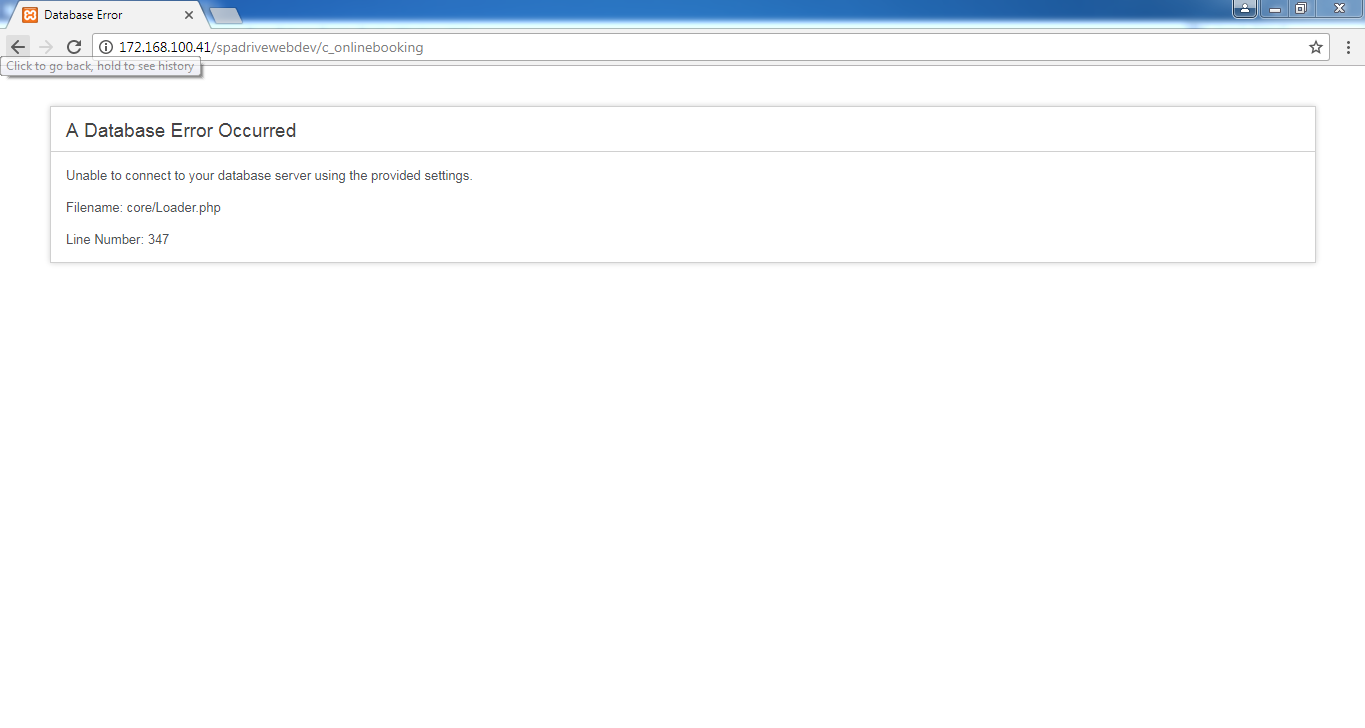 Database Error
172.168.100.41/spadrivewebdev/c_onlinebooking
Click to go back, hold to see history
A Database Error Occurred
Unable to connect to your database server using the provided settings.
Filename: core/Loader.php
Line Number: 347